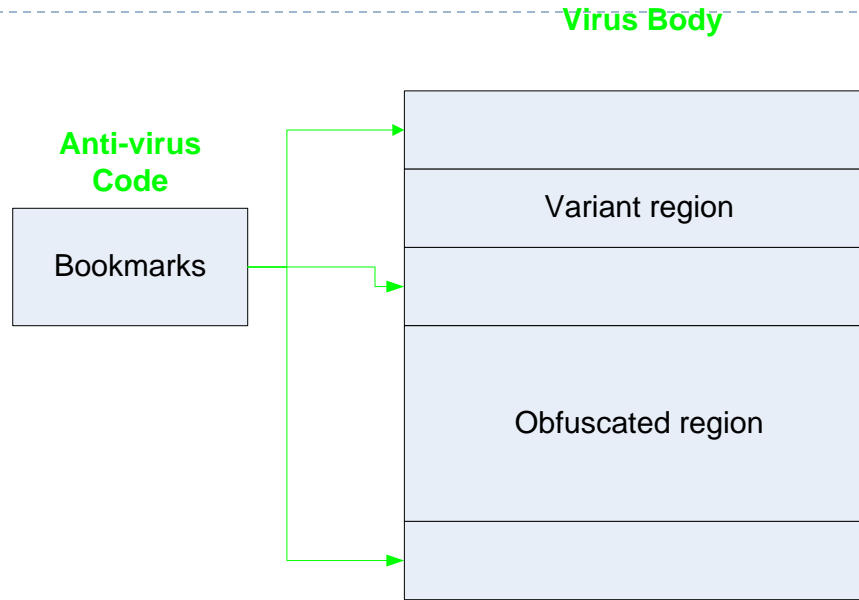 Virus Body
Anti-virus
Code
Variant region
Bookmarks
Obfuscated region